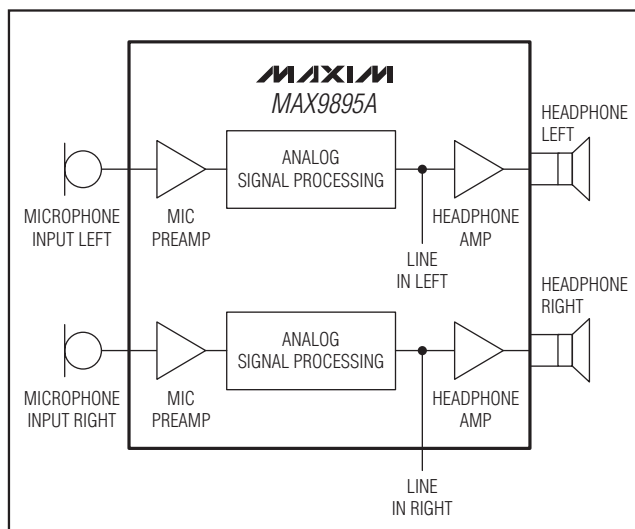 MAXIM
MAX9895A
HEADPHONE
LEFT
ANALOG
SIGNAL PROCESSING
MICROPHONE
INPUT LEFT
MIC
PREAMP
HEADPHONE
AMP
LINE
IN LEFT
HEADPHONE
RIGHT
ANALOG
SIGNAL PROCESSING
MICROPHONE
INPUT RIGHT
MIC
PREAMP
HEADPHONE
AMP
LINE
IN RIGHT